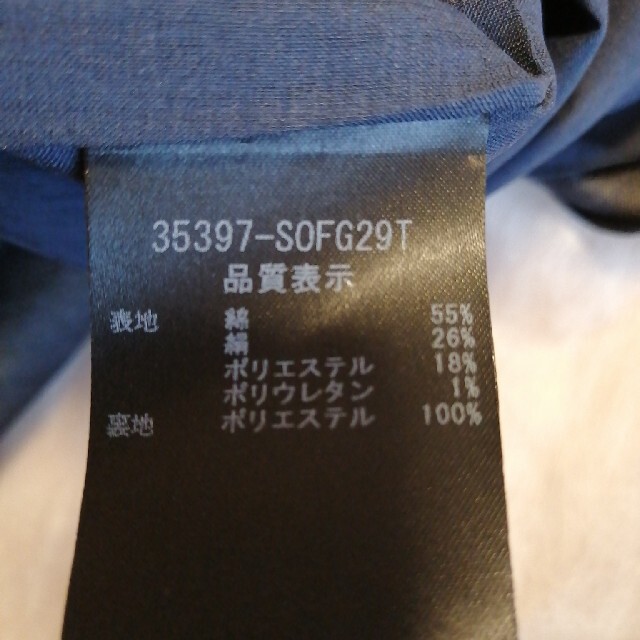 35397-SOFG29T
品質表示
表地 綿 55%
絹 26%
ポリエステル 18%
ポリウレタン 1%
裏地 ポリエステル 100%